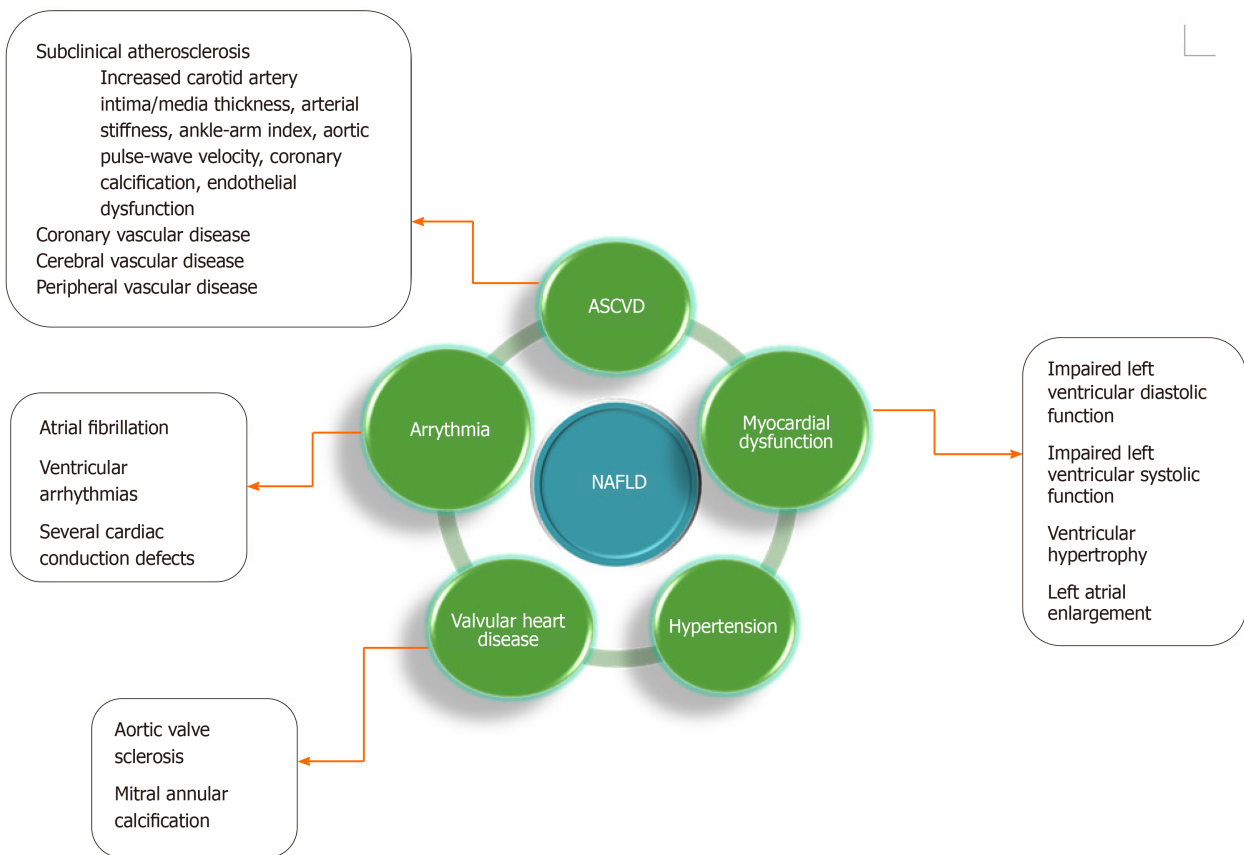 Subclinical atherosclerosis
Increased carotid artery
intima/media thickness, arterial
stiffness, ankle-arm index, aortic
pulse-wave velocity, coronary
calcification, endothelial
dysfunction
Coronary vascular disease
Cerebral vascular disease
Peripheral vascular disease
ASCVD
Arrythmia
Myocardial
dysfunction
NAFLD
Valvular heart
disease
Hypertension
Atrial fibrillation
Ventricular
arrhythmias
Several cardiac
conduction defects
Impaired left
ventricular diastolic
function
Impaired left
ventricular systolic
function
Ventricular
hypertrophy
Left atrial
enlargement
Aortic valve
sclerosis
Mitral annular
calcification